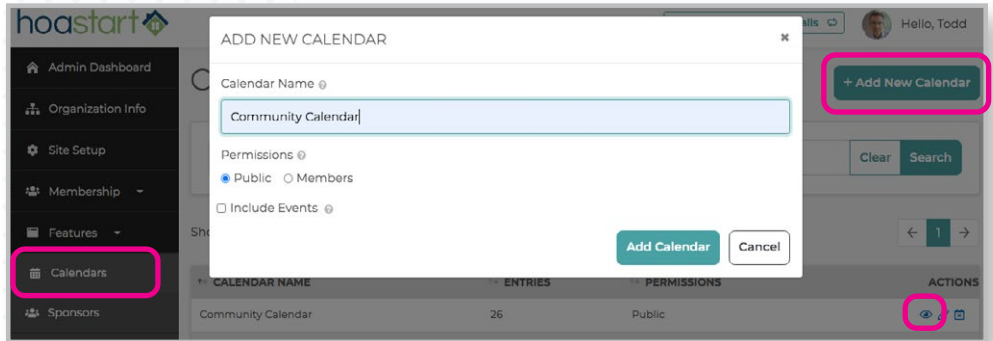 hoastart
Hello, Todd
ADD NEW CALENDAR
Admin Dashboard
+ Add New Calendar
Calendar Name
Organization Info
Community Calendar
Site Setup
Permissions
Clear Search
Public Members
Membership
Include Events
Features
1
Add Calendar Cancel
Calendars
CALENDAR NAME ENTRIES PERMISSIONS ACTIONS
Sponsors
Community Calendar 26 Public